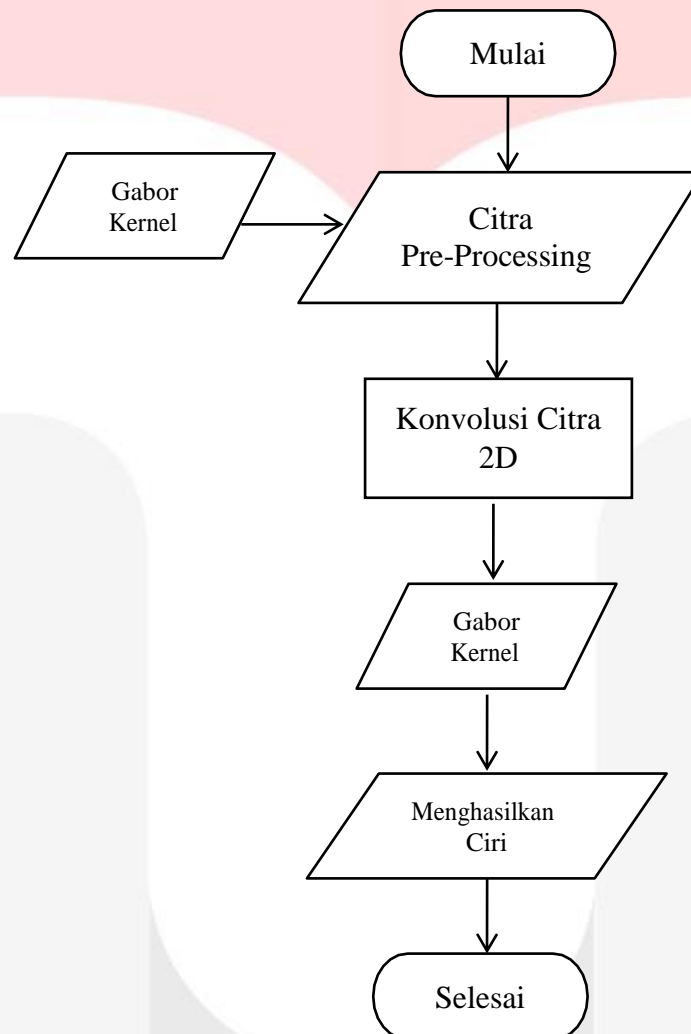 Mulai
Gabor
Kernel
Citra
Pre-Processing
Konvolusi Citra
2D
Gabor
Kernel
Menghasilkan
Ciri
Selesai